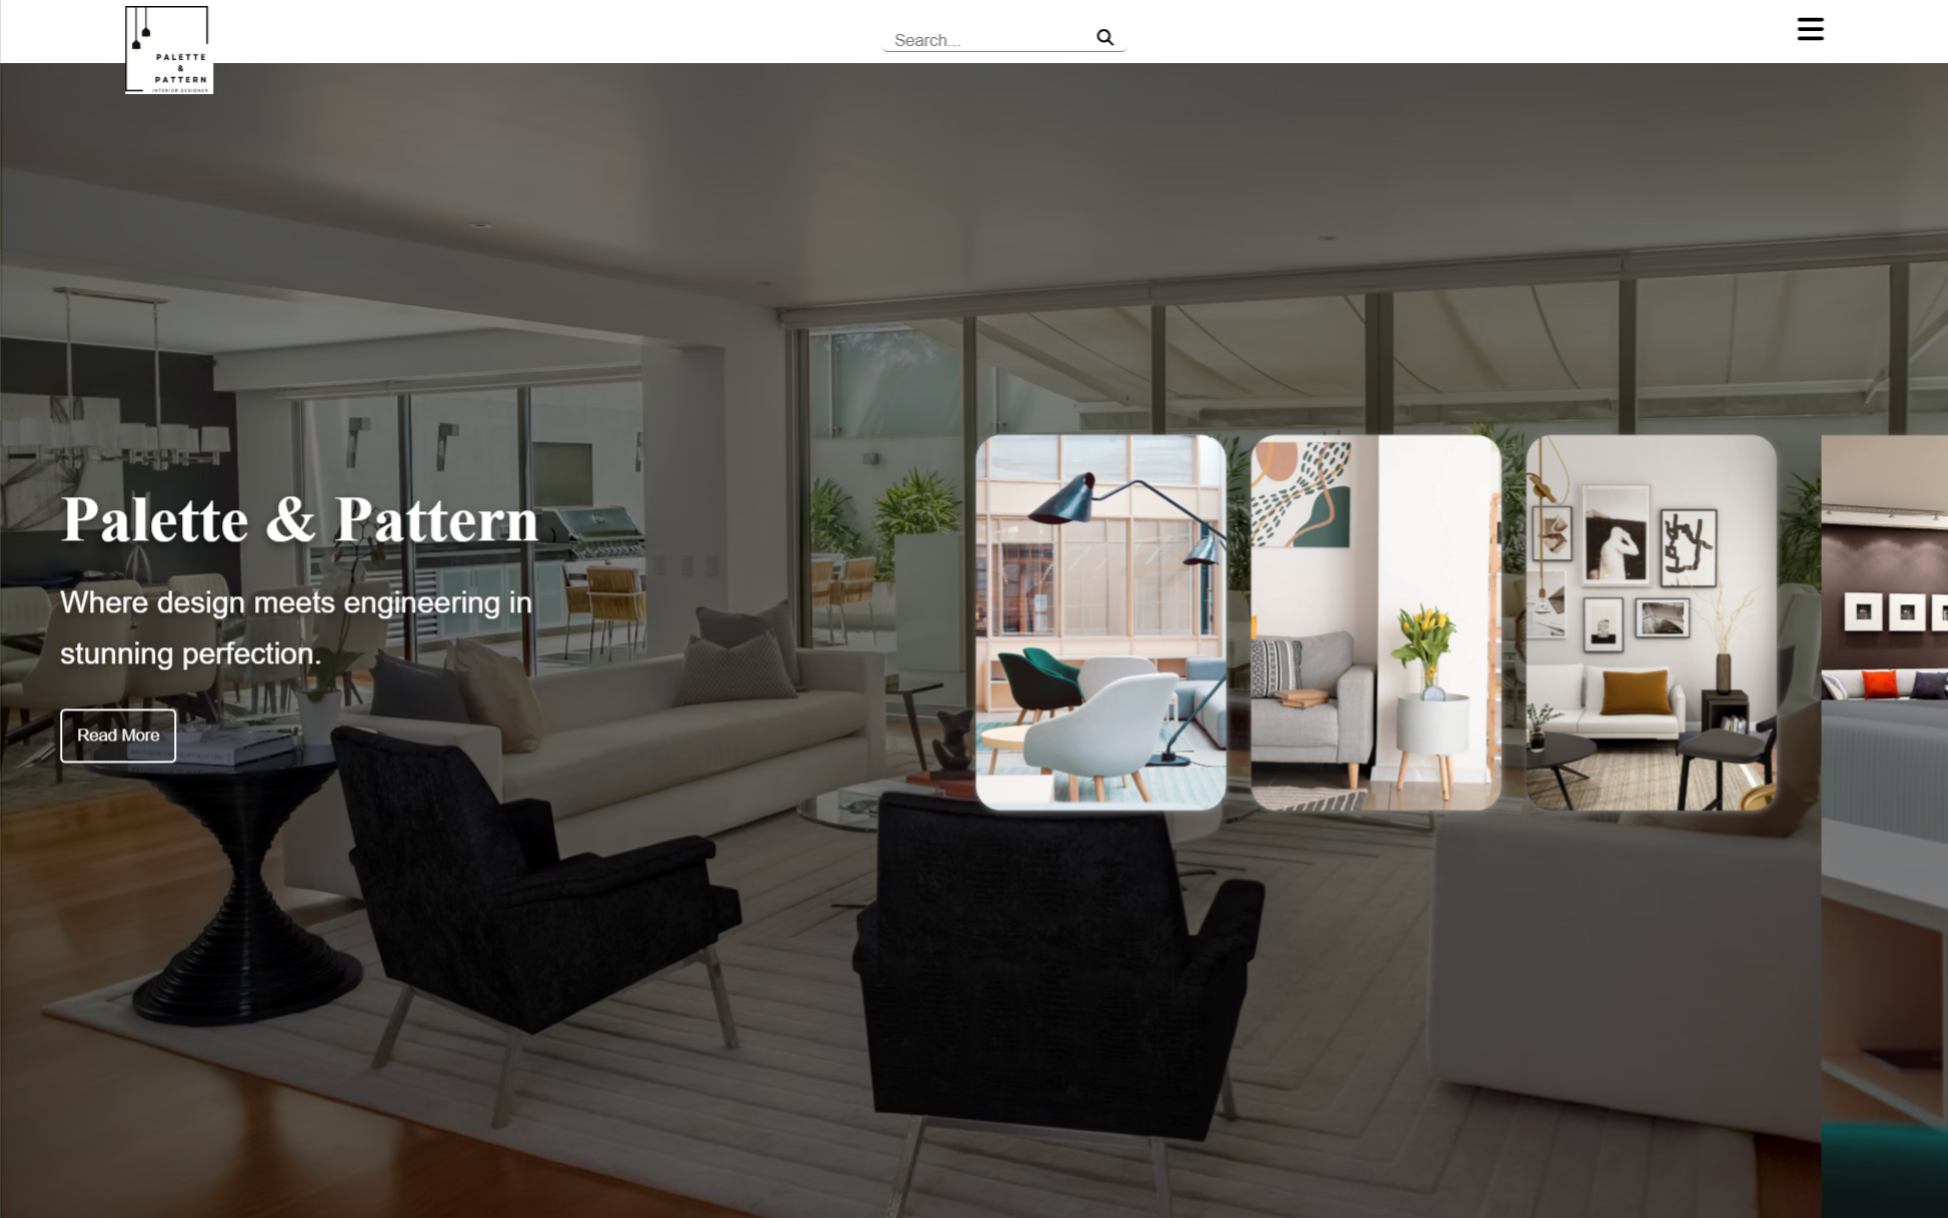 PALETTE
&
PATTERN
INTERIOR DESIGNER
Search...
Palette & Pattern
Where design meets engineering in
stunning perfection.
Read More